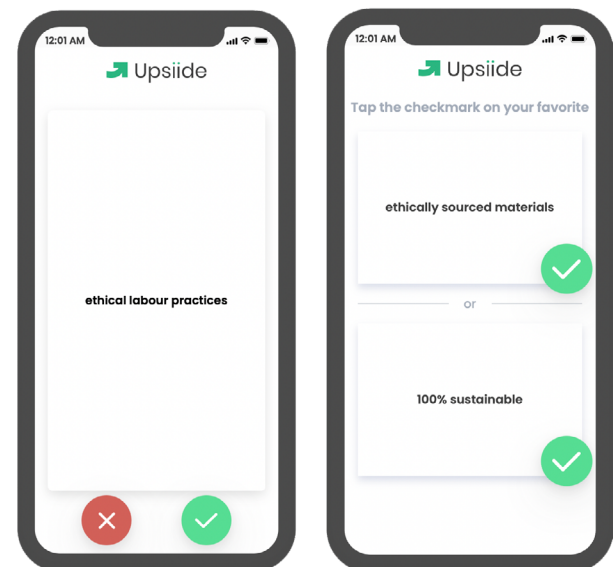 12:01 AM
Upsiide
ethical labour practices
12:01 AM
Upsiide
Tap the checkmark on your favorite
ethically sourced materials
or
100% sustainable